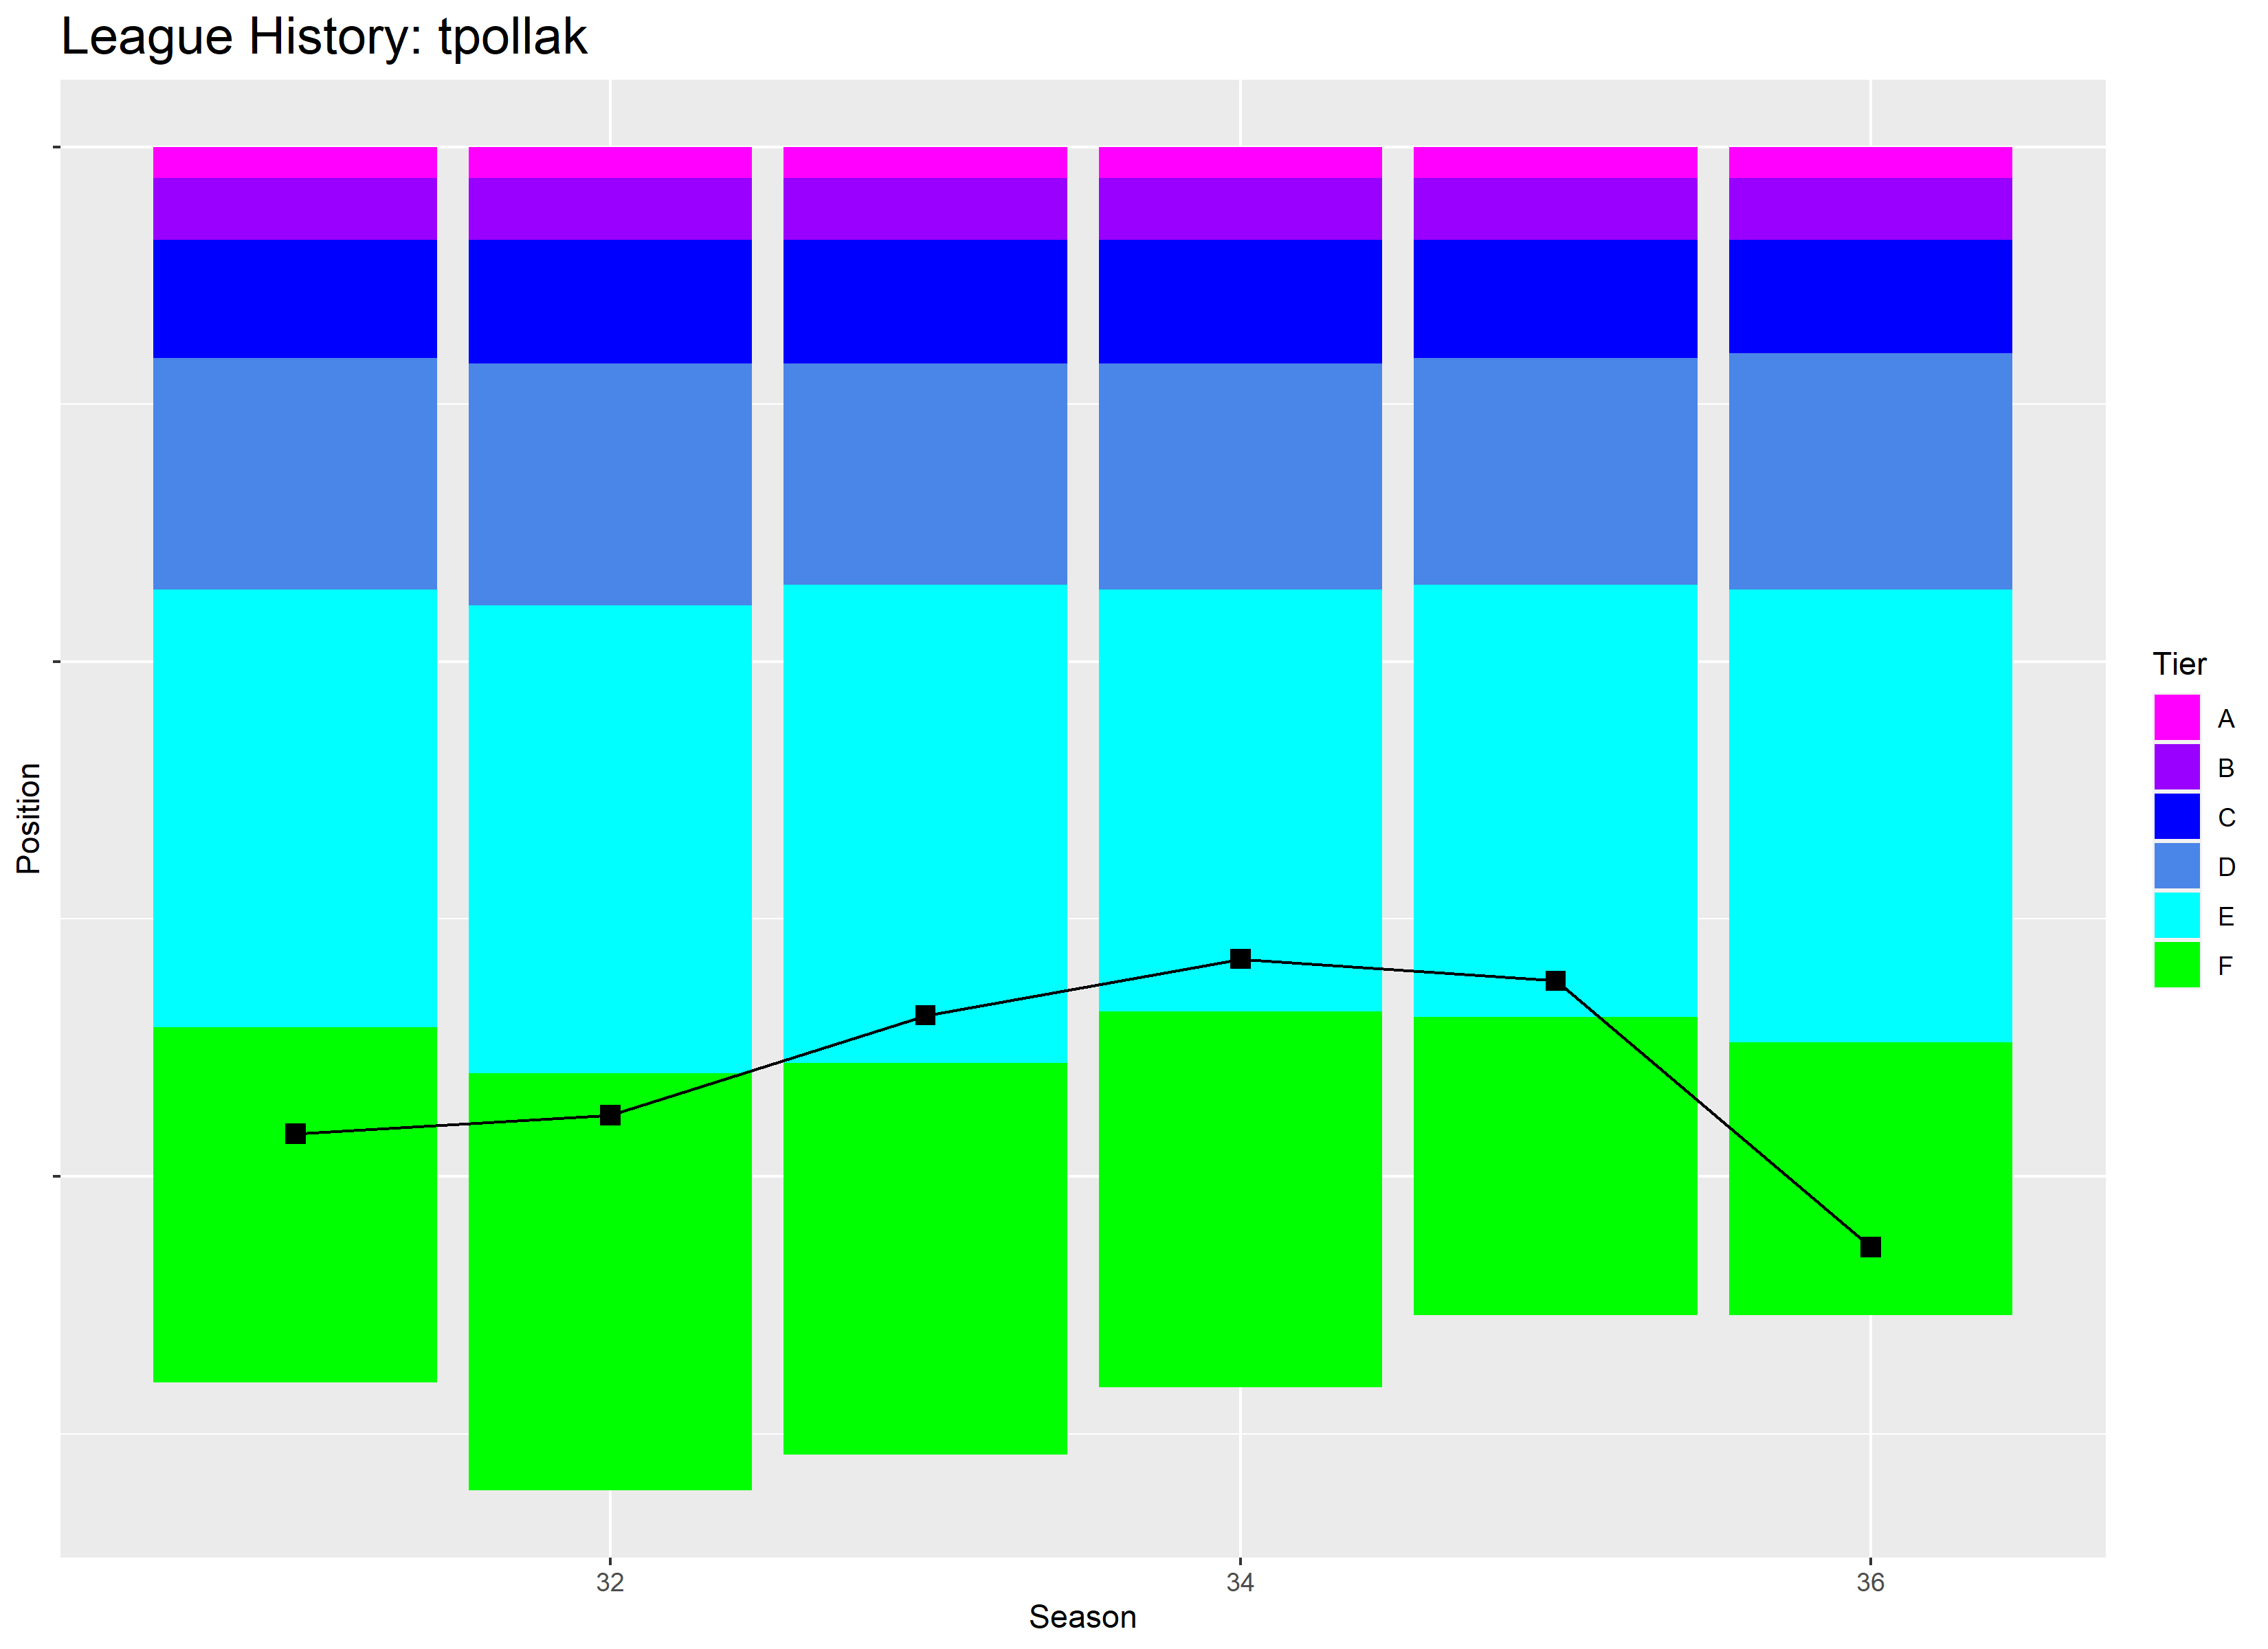 League History: tpollak
Position
Tier
A
B
C
D
E
F
32
34
36
Season